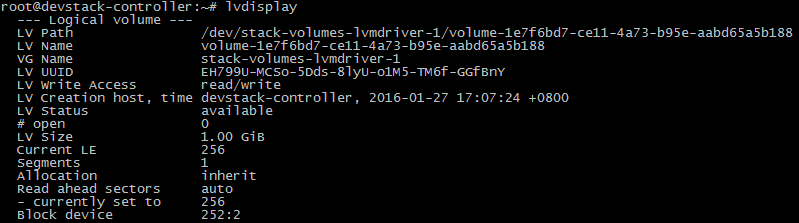 root@devstack-controller:~# lvdisplay
--- Logical volume ---
LV Path /dev/stack-volumes-lvmdriver-1/volume-1e7f6bd7-ce11-4a73-b95e-aabd65a5b188
LV Name volume-1e7f6bd7-ce11-4a73-b95e-aabd65a5b188
VG Name stack-volumes-lvmdriver-1
LV UUID EH799U-MCSo-5Dds-8lyU-o1M5-TM6f-GGfBnY
LV Write Access read/write
LV Creation host, time devstack-controller, 2016-01-27 17:07:24 +0800
LV Status available
# open 0
LV Size 1.00 GiB
Current LE 256
Segments 1
Allocation inherit
Read ahead sectors auto
- currently set to 256
Block device 252:2